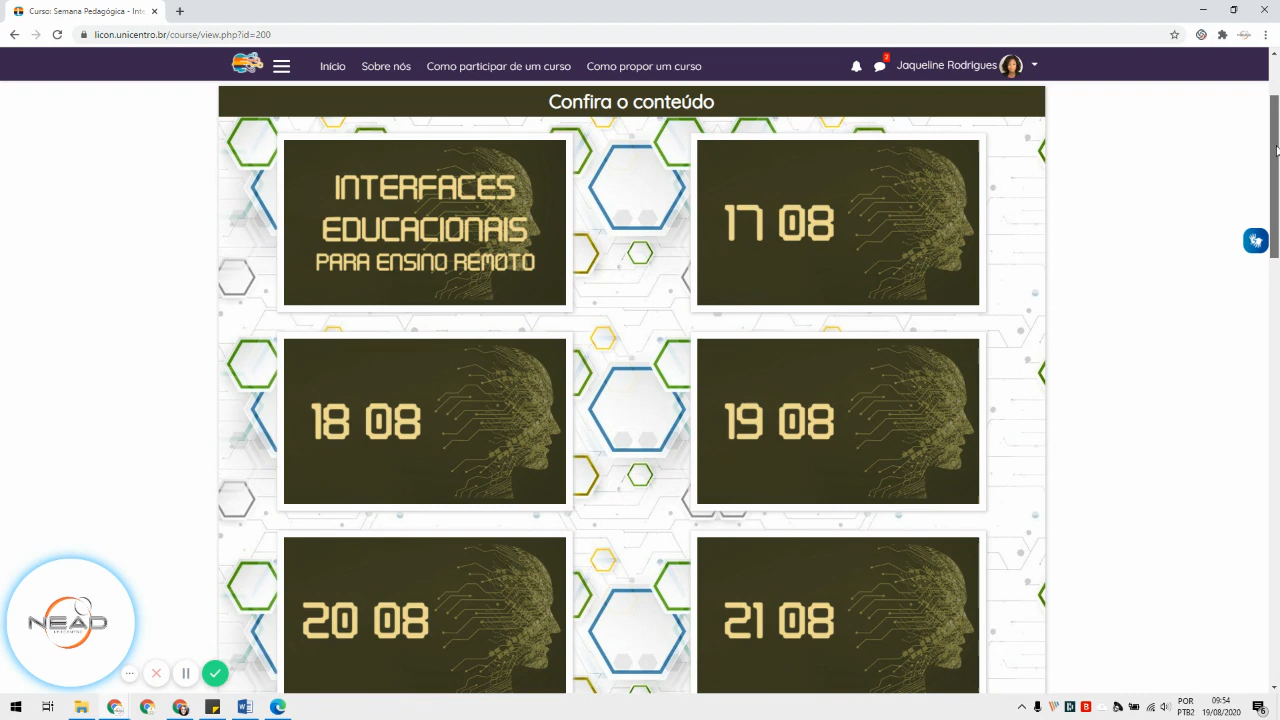 Curso: Semana Pedagógica - Inte
licon.unicentro.br/course/view.php?id=200
Início
Sobre nós
Como participar de um curso
Como propor um curso
2
Jaqueline Rodrigues
Confira o conteúdo
INTERFACES
EDUCACIONAIS
PARA ENSINO REMOTO
17 08
18 08
19 08
20 08
21 08
NEAD
POR
PTB2
09:54
19/08/2020
6